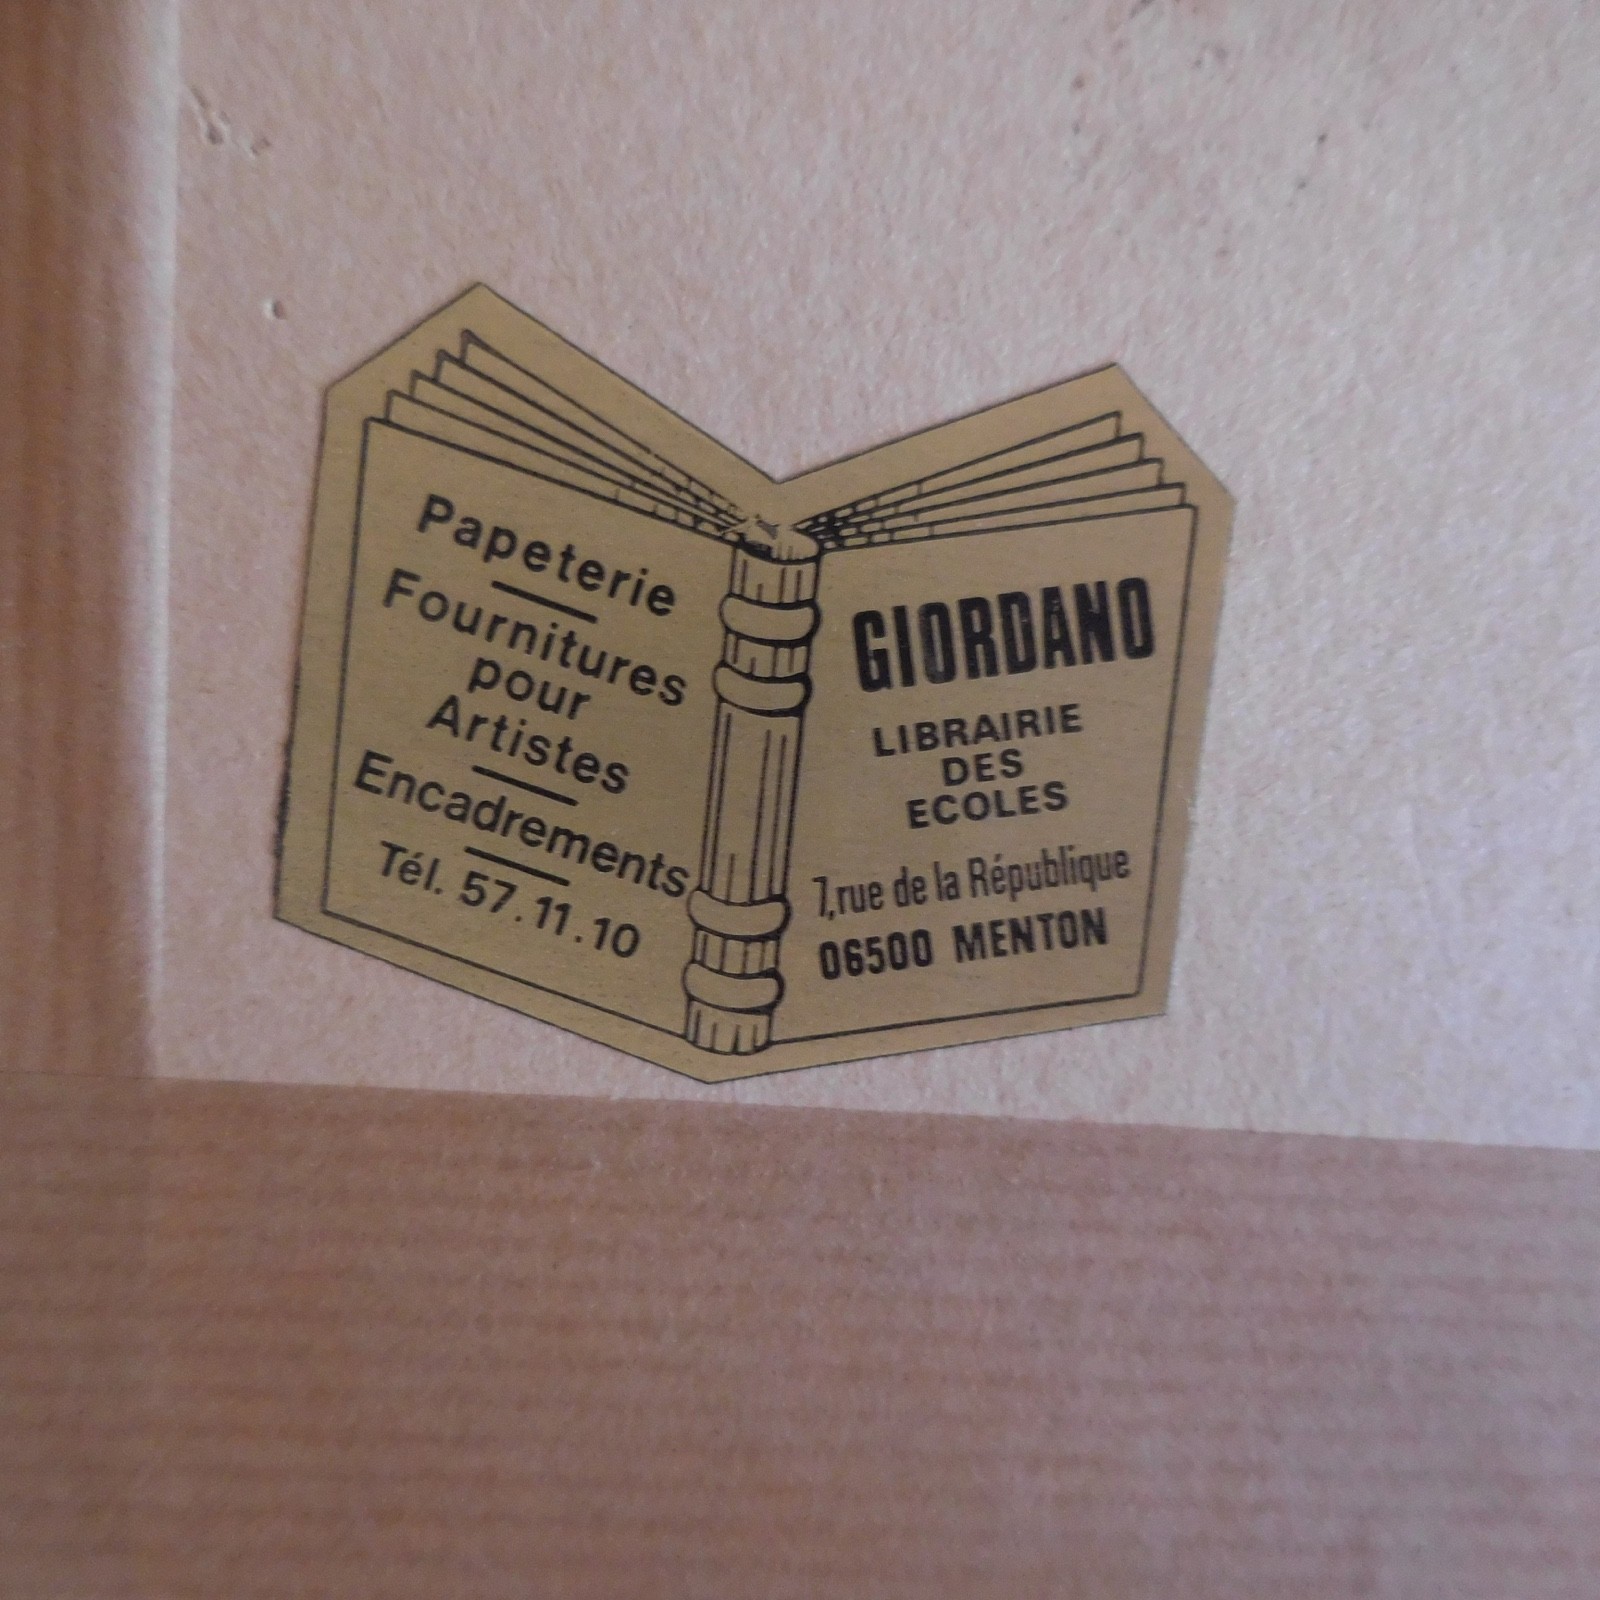 Papeterie
Fournitures
pour
Artistes
Encadrements
Tél. 57.11.10
GIORDANO
LIBRAIRIE
DES
ECOLES
7, rue de la République
06500 MENTON